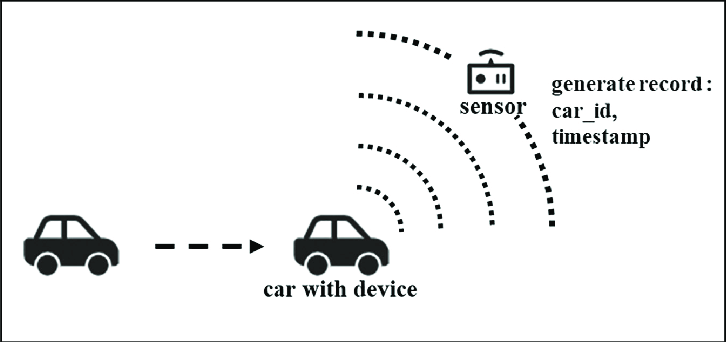 sensor
generate record :
car_id,
timestamp
car with device